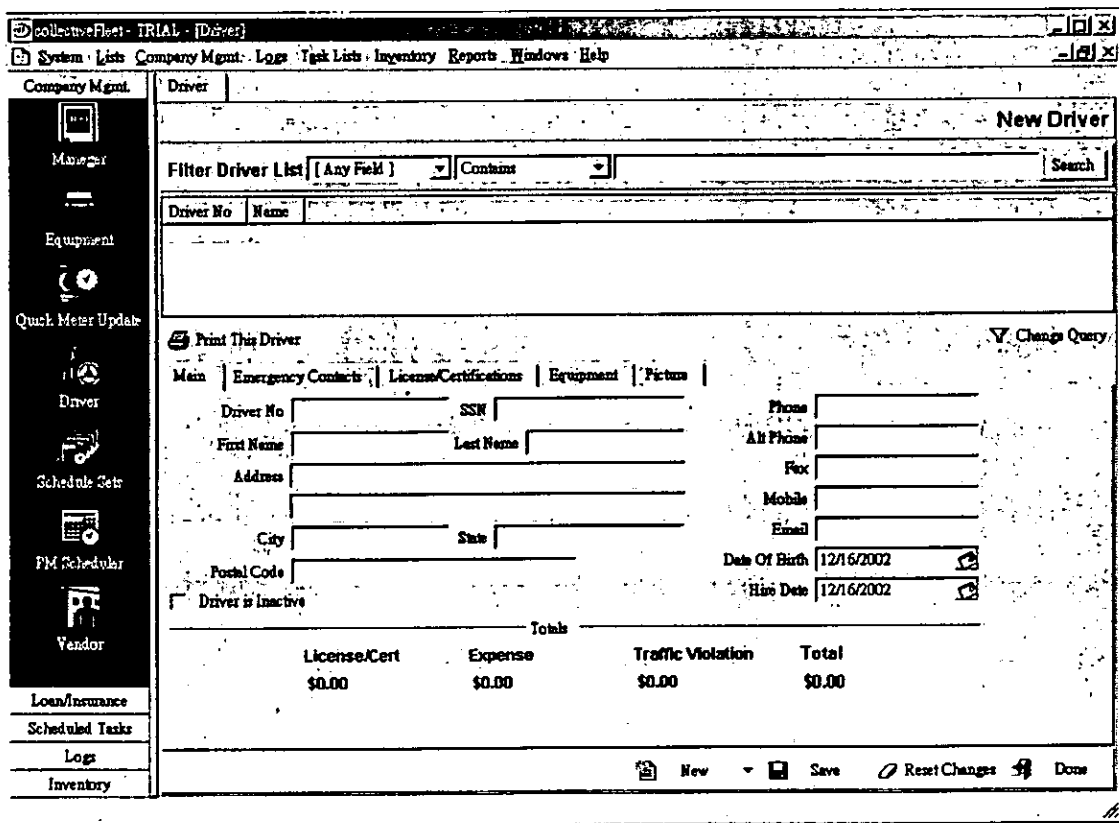 collectiveFleet - TRIAL - [Driver]
System Lists Company Mgmt. Logs Task Lists Inventory Reports Windows Help
Company Mgmt.
Manager
Equipment
Quick Meter Update
Driver
Schedule Sets
PM Scheduler
Vendor
Loan/Insurance
Scheduled Tasks
Logs
Inventory
Driver
New Driver
Filter Driver List [ Any Field ] Contains Search
Driver No Name
Print This Driver Change Query
Main Emergency Contacts License/Certifications Equipment Picture
Driver No SSN Phone
First Name Last Name Alt Phone
Address Fax
Mobile
City State Email
Postal Code Date Of Birth 12/16/2002
Driver is Inactive Hire Date 12/16/2002
Totals
License/Cert Expense Traffic Violation Total
$0.00 $0.00 $0.00 $0.00
New Save Reset Changes Done